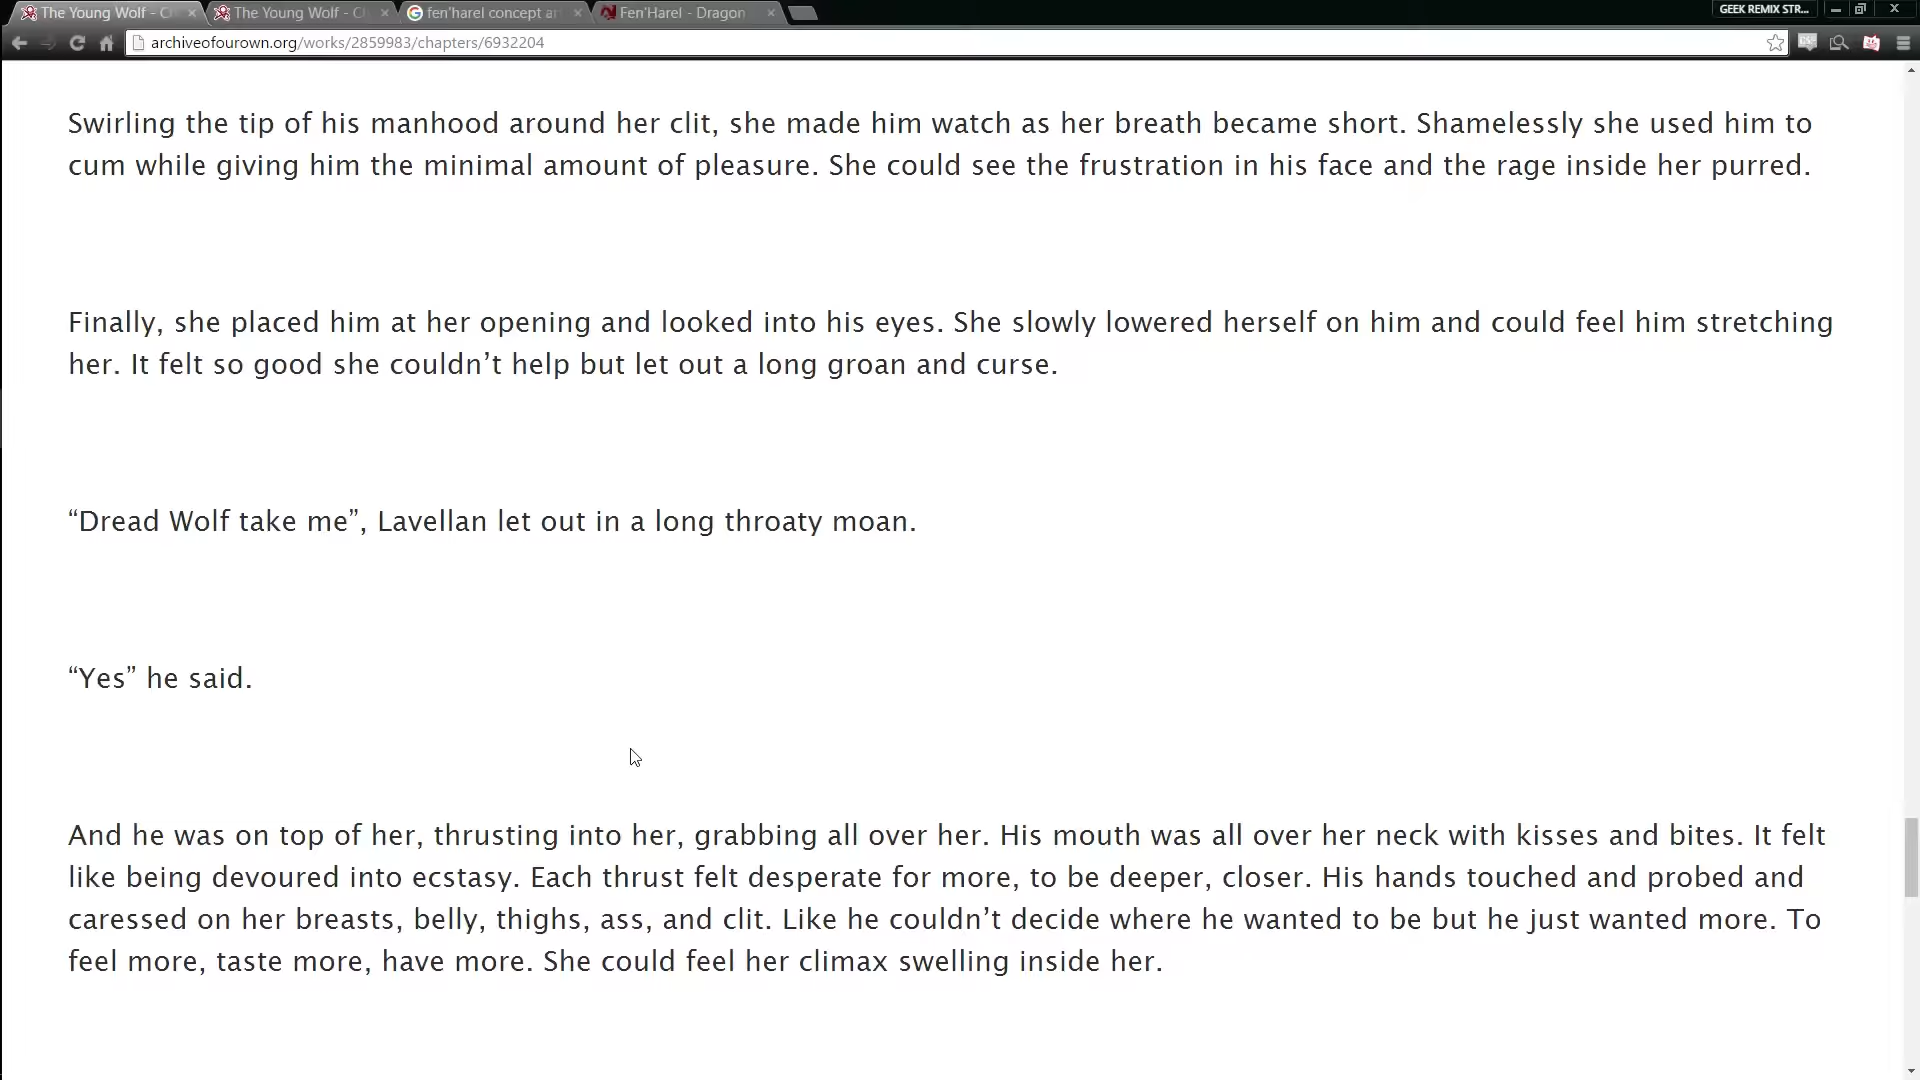 The Young Wolf - C
The Young Wolf - C
fen'harel concept ar
Fen'Harel - Dragon
GEEK REMIX STR...
archiveofourown.org/works/2859983/chapters/6932204
Swirling the tip of his manhood around her clit, she made him watch as her breath became short. Shamelessly she used him to
cum while giving him the minimal amount of pleasure. She could see the frustration in his face and the rage inside her purred.
Finally, she placed him at her opening and looked into his eyes. She slowly lowered herself on him and could feel him stretching
her. It felt so good she couldn’t help but let out a long groan and curse.
“Dread Wolf take me”, Lavellan let out in a long throaty moan.
“Yes” he said.
And he was on top of her, thrusting into her, grabbing all over her. His mouth was all over her neck with kisses and bites. It felt
like being devoured into ecstasy. Each thrust felt desperate for more, to be deeper, closer. His hands touched and probed and
caressed on her breasts, belly, thighs, ass, and clit. Like he couldn’t decide where he wanted to be but he just wanted more. To
feel more, taste more, have more. She could feel her climax swelling inside her.